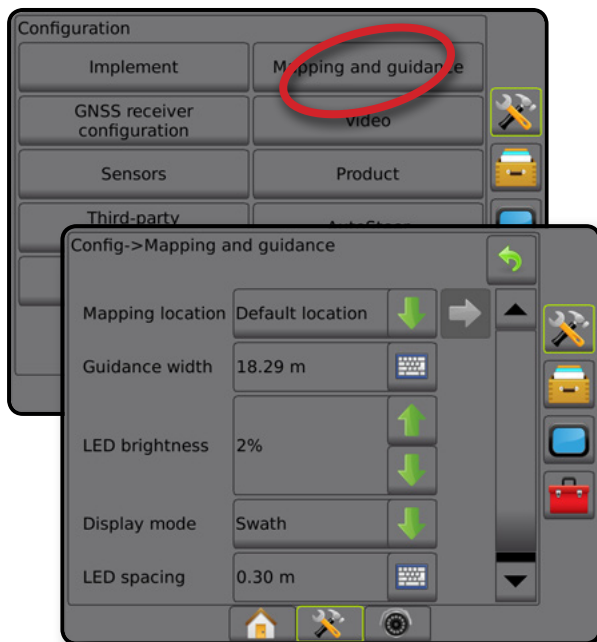 Configuration
Implement
Mapping and guidance
GNSS receiver
configuration
Video
Sensors
Product
Third-party
AutoSteer
Config->Mapping and guidance
Mapping location
Default location
Guidance width
18.29 m
LED brightness
2%
Display mode
Swath
LED spacing
0.30 m